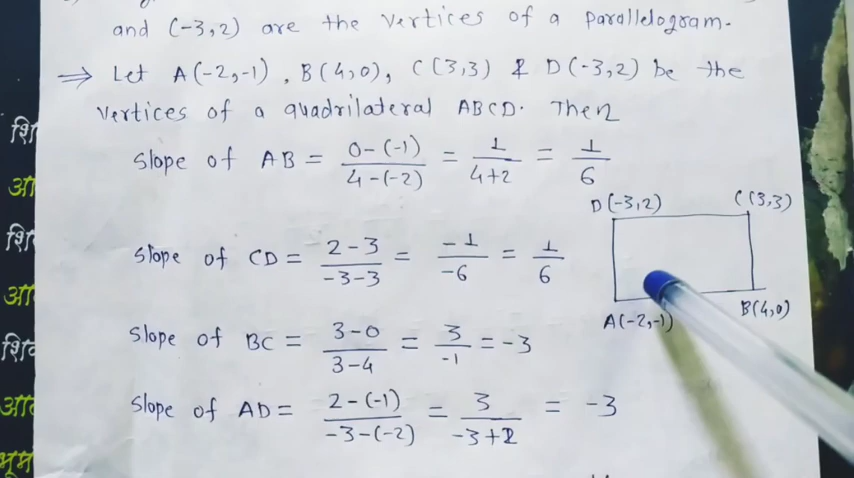 and (-3,2) are the vertices of a parallelogram.
⇒ Let A(-2,-1), B(4,0), C(3,3) & D(-3,2) be the
vertices of a quadrilateral ABCD. Then
Slope of AB = 0-(-1)/4-(-2) = 1/4+2 = 1/6
D(-3,2) C(3,3)
Slope of CD = 2-3/-3-3 = -1/-6 = 1/6
A(-2,-1) B(4,0)
Slope of BC = 3-0/3-4 = 3/-1 = -3
Slope of AD = 2-(-1)/-3-(-2) = 3/-3+2 = -3